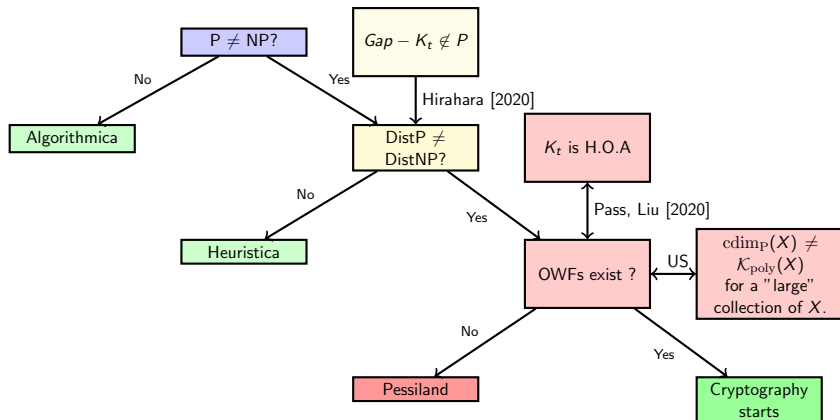 P ≠ NP?
Gap − K_t ∉ P
No
Yes
Hirahara [2020]
Algorithmica
DistP ≠
DistNP?
K_t is H.O.A
No
Yes
Pass, Liu [2020]
Heuristica
OWFs exist ?
US
cdim_P(X) ≠
𝒦_poly(X)
for a "large"
collection of X.
No
Yes
Pessiland
Cryptography
starts